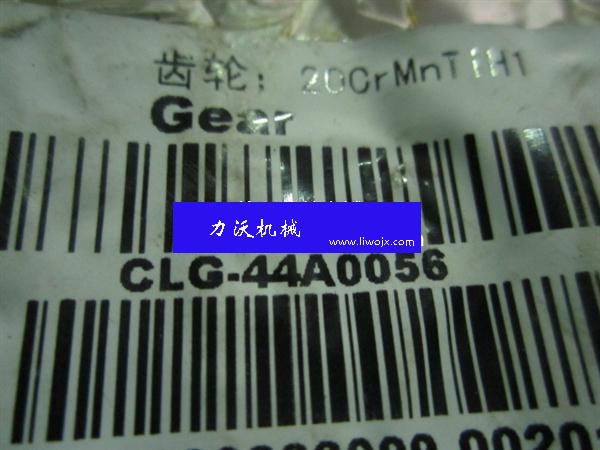 齿轮: 20CrMnTiH1
Gear
力沃机械
www.liwojx.com
CLG-44A0056